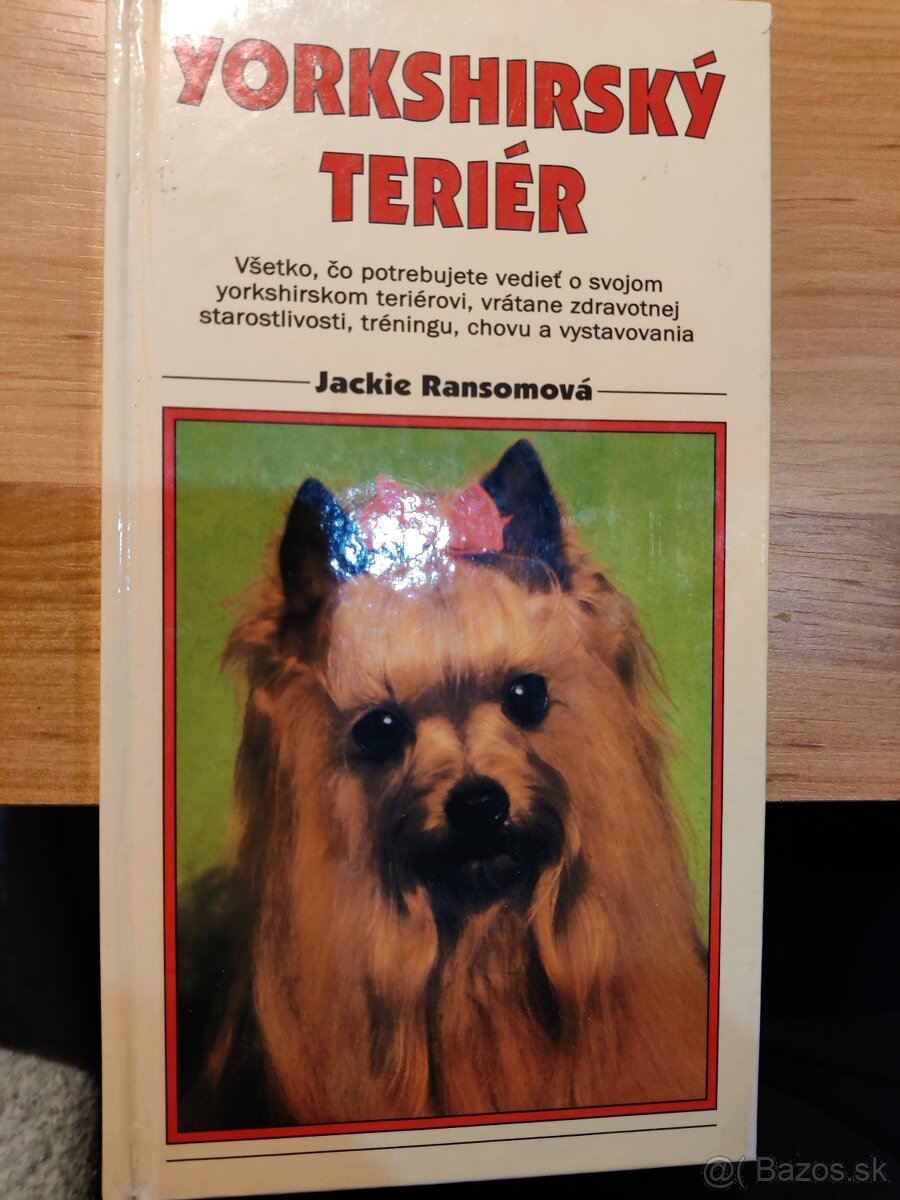 YORKSHIRSKÝ
TERIÉR
Všetko, čo potrebujete vedieť o svojom
yorkshirskom teriérovi, vrátane zdravotnej
starostlivosti, tréningu, chovu a vystavovania
Jackie Ransomová
@( Bazos.sk